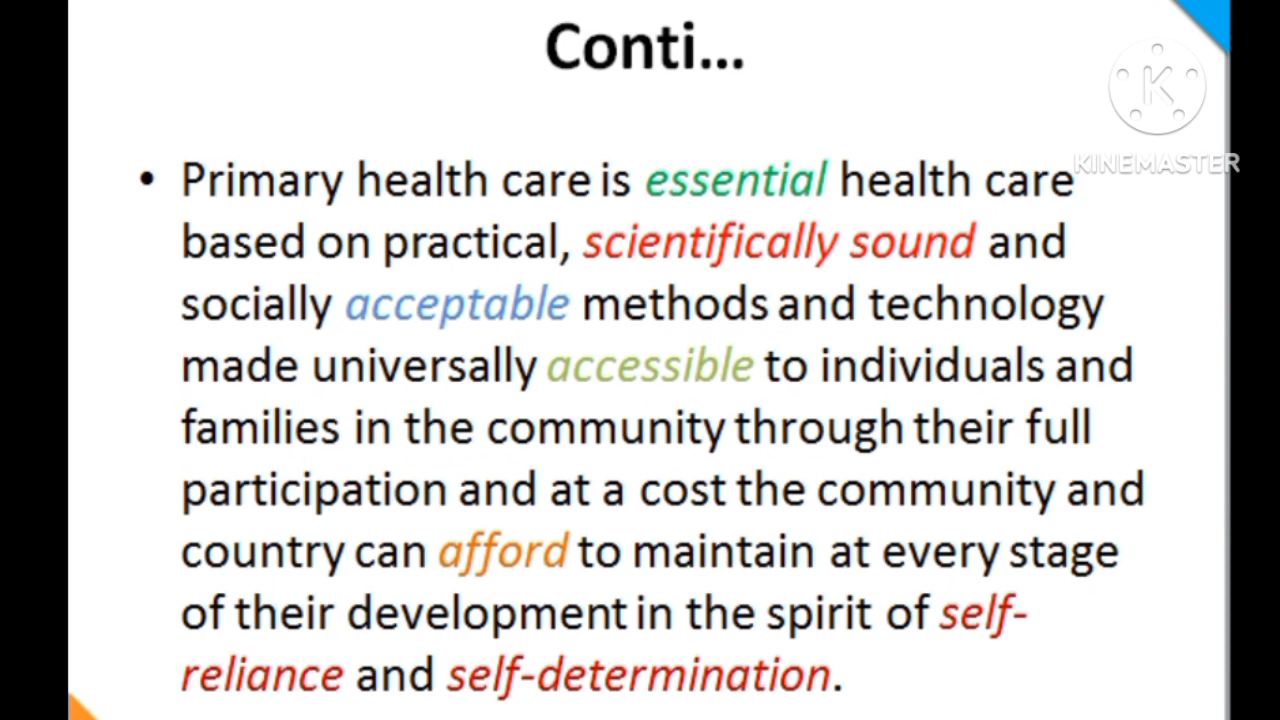 Conti...
K
KINEMASTER
• Primary health care is essential health care
based on practical, scientifically sound and
socially acceptable methods and technology
made universally accessible to individuals and
families in the community through their full
participation and at a cost the community and
country can afford to maintain at every stage
of their development in the spirit of self-
reliance and self-determination.